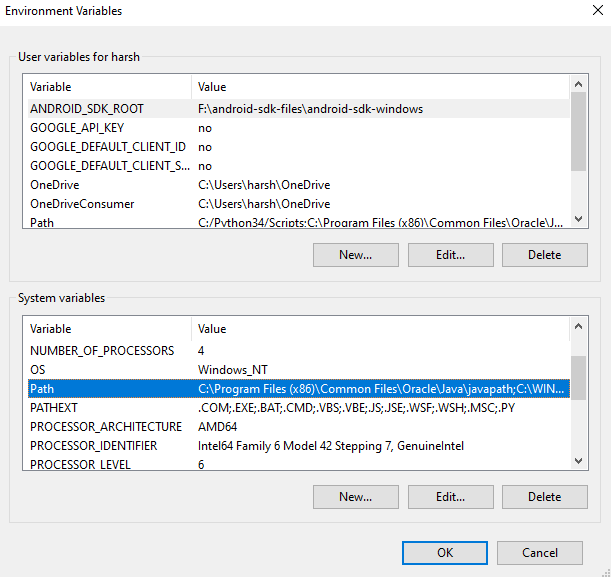 Environment Variables
User variables for harsh
Variable Value
ANDROID_SDK_ROOT F:\android-sdk-files\android-sdk-windows
GOOGLE_API_KEY no
GOOGLE_DEFAULT_CLIENT_ID no
GOOGLE_DEFAULT_CLIENT_S... no
OneDrive C:\Users\harsh\OneDrive
OneDriveConsumer C:\Users\harsh\OneDrive
Path C:/Python34/Scripts;C:\Program Files (x86)\Common Files\Oracle\J...
New... Edit... Delete
System variables
Variable Value
NUMBER_OF_PROCESSORS 4
OS Windows_NT
Path C:\Program Files (x86)\Common Files\Oracle\Java\javapath;C:\WIN...
PATHEXT .COM;.EXE;.BAT;.CMD;.VBS;.VBE;.JS;.JSE;.WSF;.WSH;.MSC;.PY
PROCESSOR_ARCHITECTURE AMD64
PROCESSOR_IDENTIFIER Intel64 Family 6 Model 42 Stepping 7, GenuineIntel
PROCESSOR_LEVEL 6
New... Edit... Delete
OK Cancel